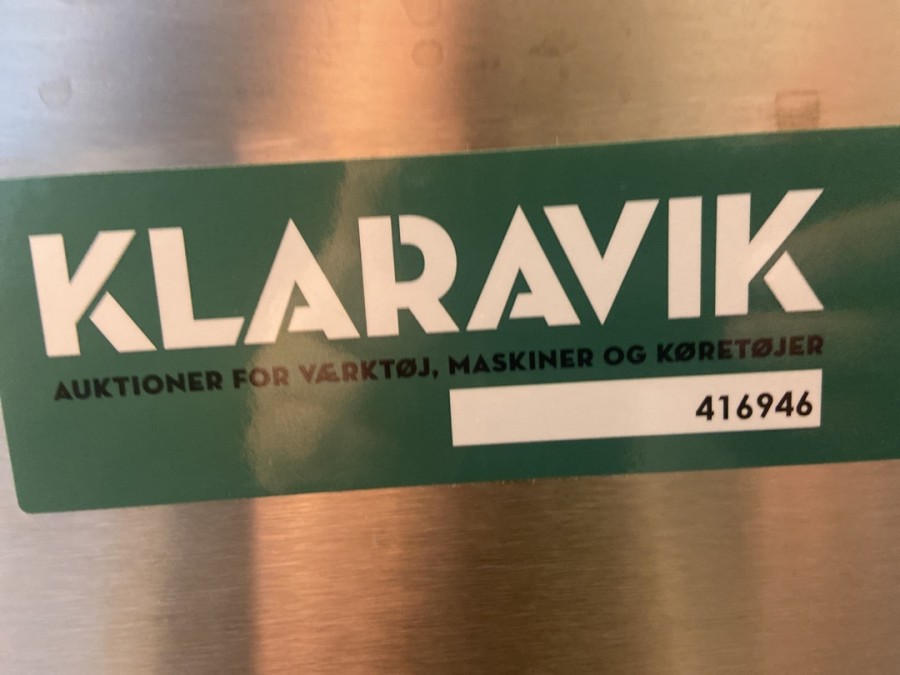 KLARAVIK
AUKTIONER FOR VÆRKTØJ, MASKINER OG KØRETØJER
416946